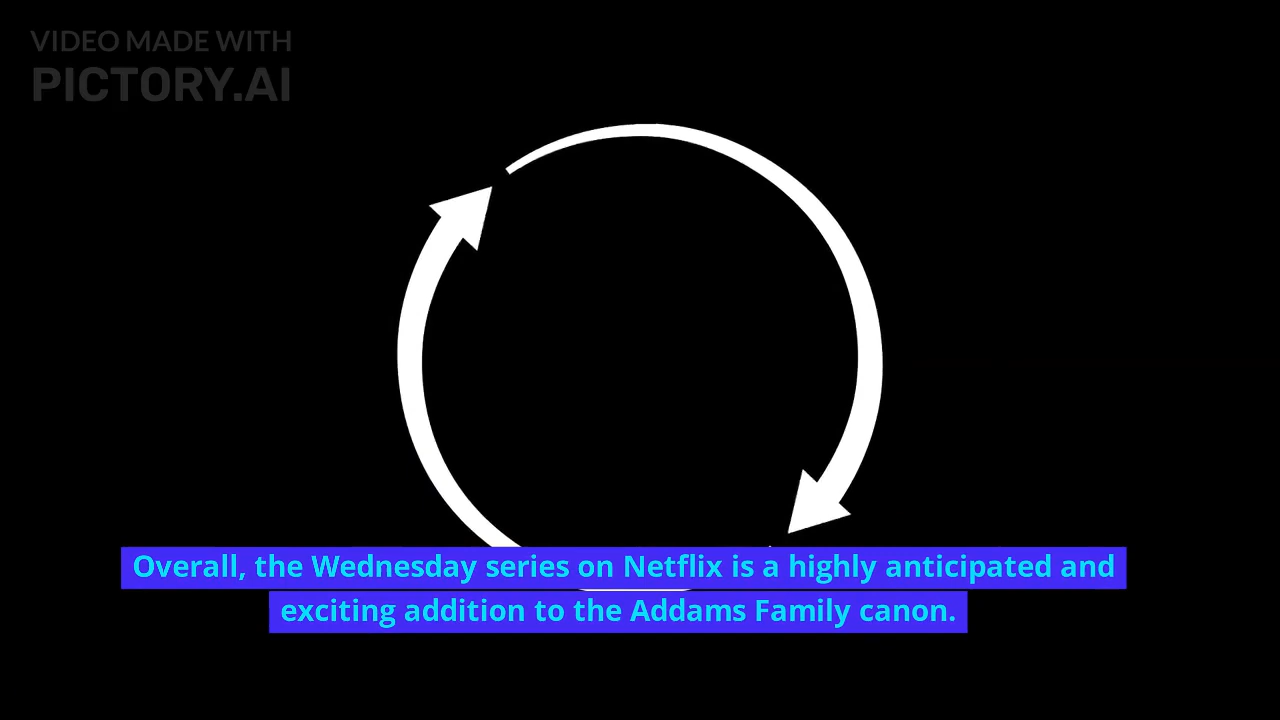 VIDEO MADE WITH
PICTORY.AI
Overall, the Wednesday series on Netflix is a highly anticipated and
exciting addition to the Addams Family canon.